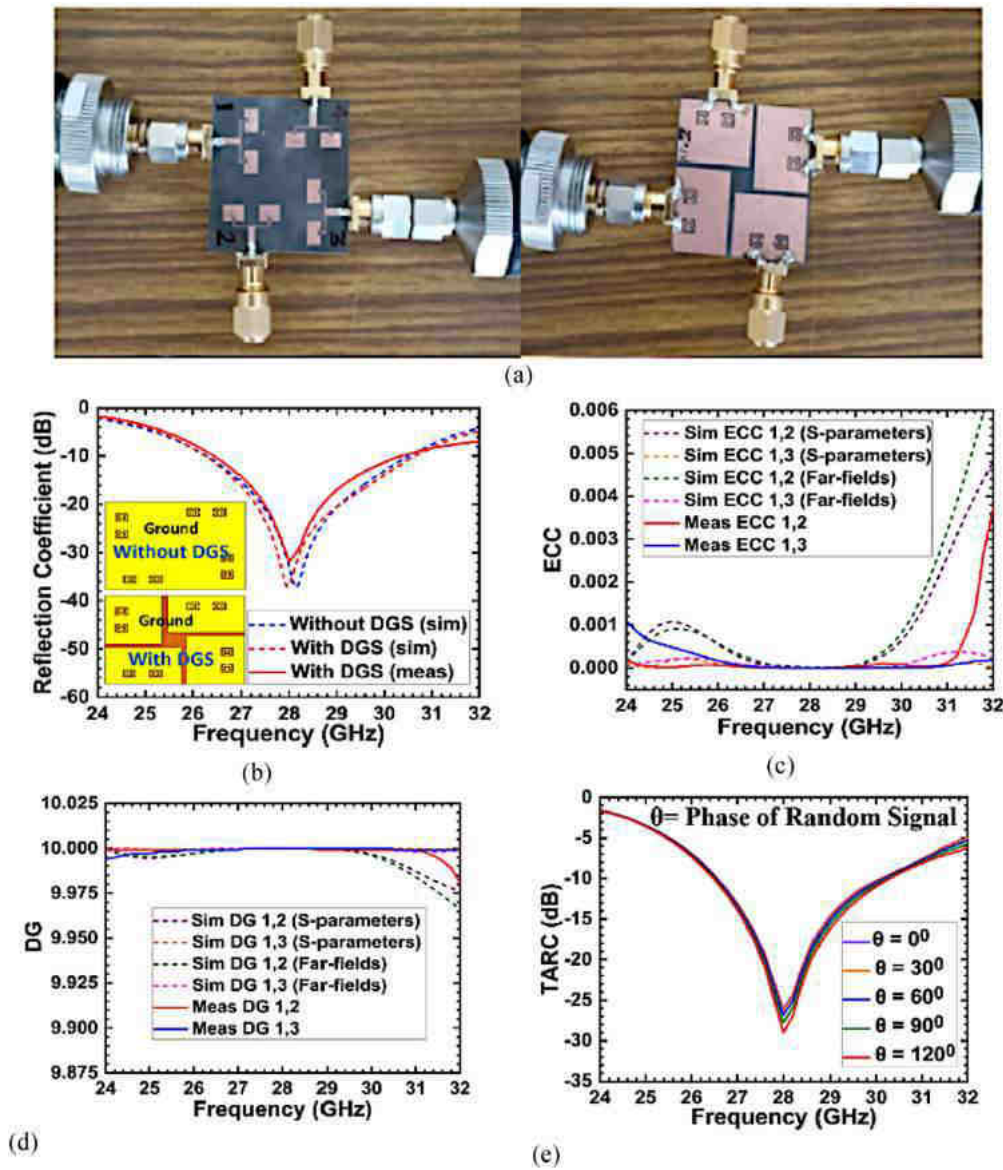 1
4
2
3
2
(a)
Reflection Coefficient (dB)
0
-10
-20
-30
-40
-50
-60
Ground
Without DGS
Ground
With DGS
Without DGS (sim)
With DGS (sim)
With DGS (meas)
24 25 26 27 28 29 30 31 32
Frequency (GHz)
(b)
ECC
0.006
0.005
0.004
0.003
0.002
0.001
0.000
Sim ECC 1,2 (S-parameters)
Sim ECC 1,3 (S-parameters)
Sim ECC 1,2 (Far-fields)
Sim ECC 1,3 (Far-fields)
Meas ECC 1,2
Meas ECC 1,3
24 25 26 27 28 29 30 31 32
Frequency (GHz)
(c)
DG
10.025
10.000
9.975
9.950
9.925
9.900
9.875
Sim DG 1,2 (S-parameters)
Sim DG 1,3 (S-parameters)
Sim DG 1,2 (Far-fields)
Sim DG 1,3 (Far-fields)
Meas DG 1,2
Meas DG 1,3
24 25 26 27 28 29 30 31 32
Frequency (GHz)
(d)
TARC (dB)
0
-5
-10
-15
-20
-25
-30
-35
θ= Phase of Random Signal
θ = 0⁰
θ = 30⁰
θ = 60⁰
θ = 90⁰
θ = 120⁰
24 25 26 27 28 29 30 31 32
Frequency (GHz)
(e)